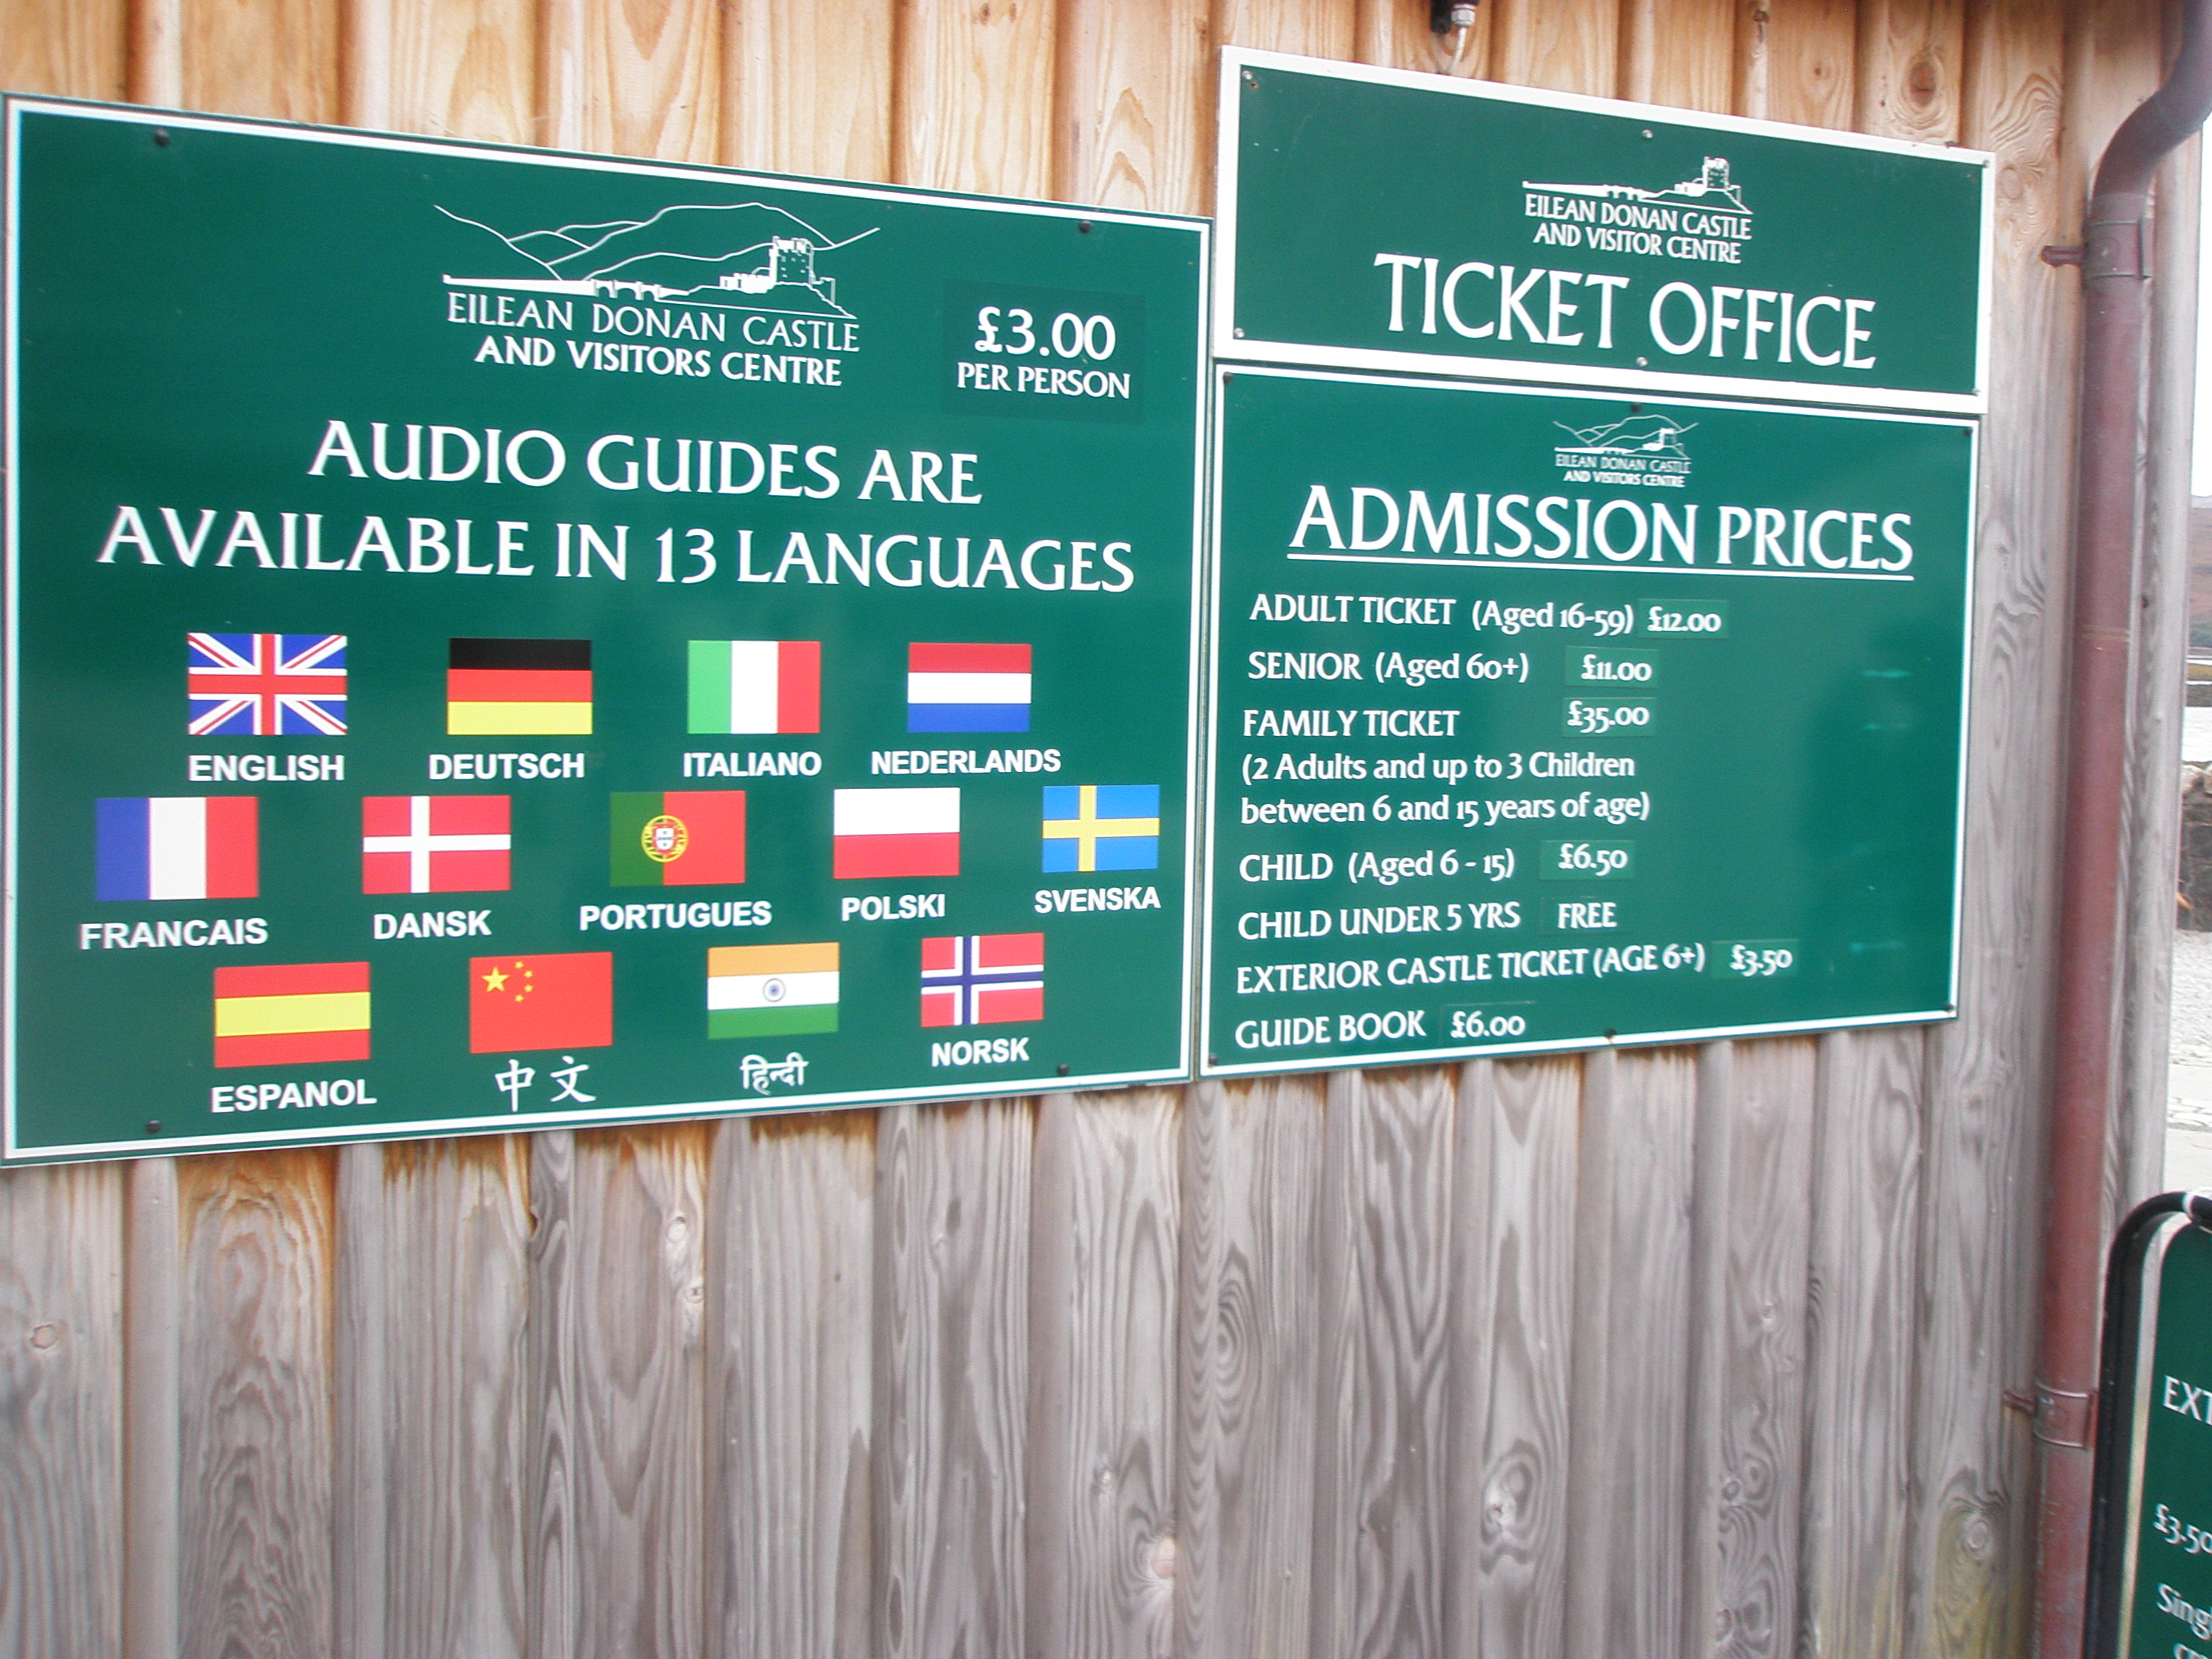 EILEAN DONAN CASTLE
AND VISITORS CENTRE
£3.00
PER PERSON
AUDIO GUIDES ARE
AVAILABLE IN 13 LANGUAGES
ENGLISH DEUTSCH ITALIANO NEDERLANDS
FRANCAIS DANSK PORTUGUES POLSKI SVENSKA
ESPANOL 中文 हिन्दी NORSK
EILEAN DONAN CASTLE
AND VISITOR CENTRE
TICKET OFFICE
EILEAN DONAN CASTLE
AND VISITORS CENTRE
ADMISSION PRICES
ADULT TICKET (Aged 16-59) £12.00
SENIOR (Aged 60+) £11.00
FAMILY TICKET £35.00
(2 Adults and up to 3 Children
between 6 and 15 years of age)
CHILD (Aged 6 - 15) £6.50
CHILD UNDER 5 YRS FREE
EXTERIOR CASTLE TICKET (AGE 6+) £3.50
GUIDE BOOK £6.00
£3.50